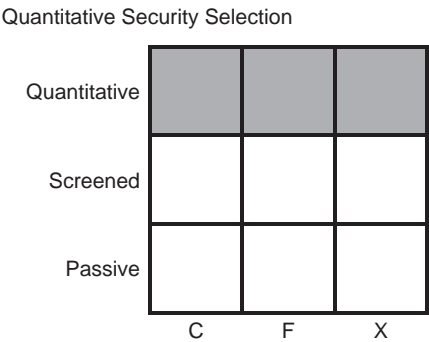 Quantitative Security Selection
Quantitative
Screened
Passive
C F X